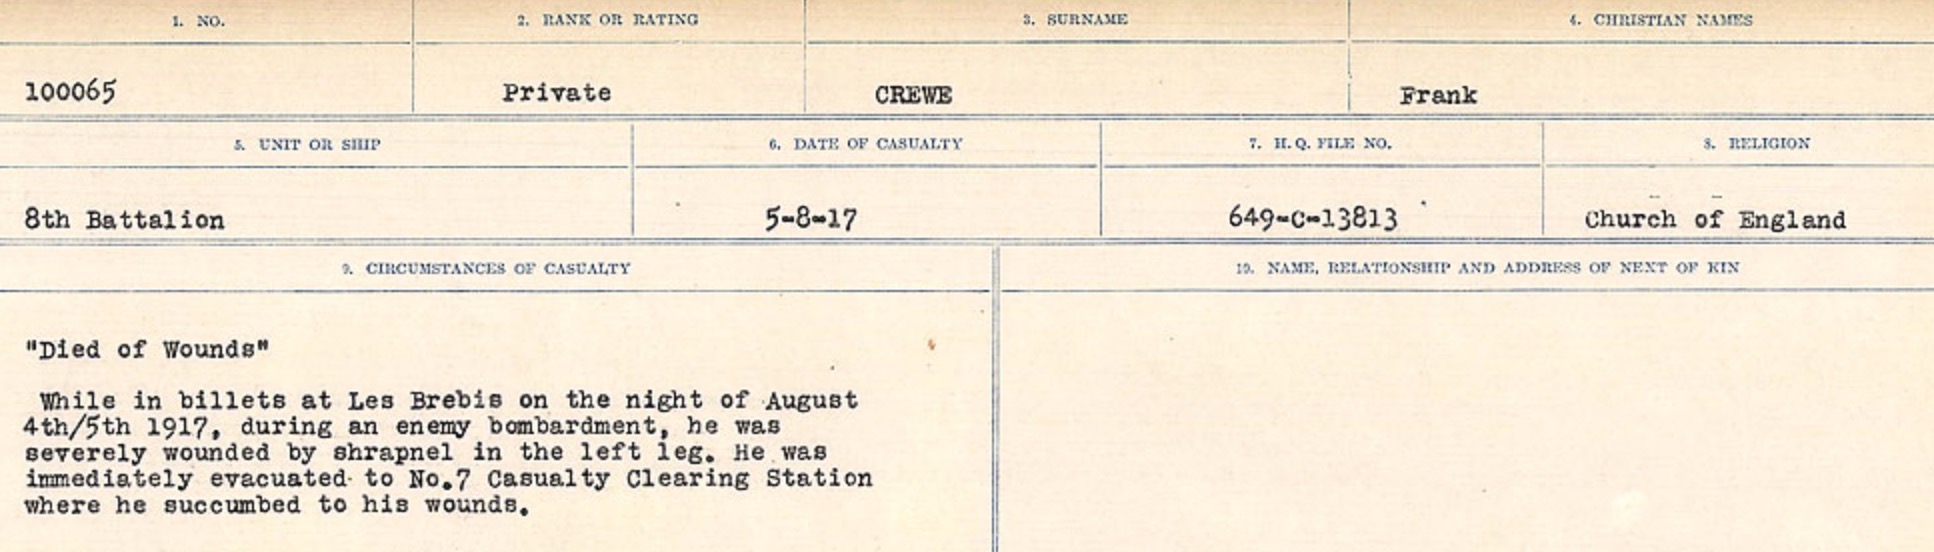 1. NO.
2. RANK OR RATING
3. SURNAME
4. CHRISTIAN NAMES
100065
Private
CREWE
Frank
5. UNIT OR SHIP
6. DATE OF CASUALTY
7. H. Q. FILE NO.
8. RELIGION
8th Battalion
5-8-17
649-C-13813
Church of England
9. CIRCUMSTANCES OF CASUALTY
10. NAME, RELATIONSHIP AND ADDRESS OF NEXT OF KIN
"Died of Wounds"
While in billets at Les Brebis on the night of August
4th/5th 1917, during an enemy bombardment, he was
severely wounded by shrapnel in the left leg. He was
immediately evacuated to No.7 Casualty Clearing Station
where he succumbed to his wounds.